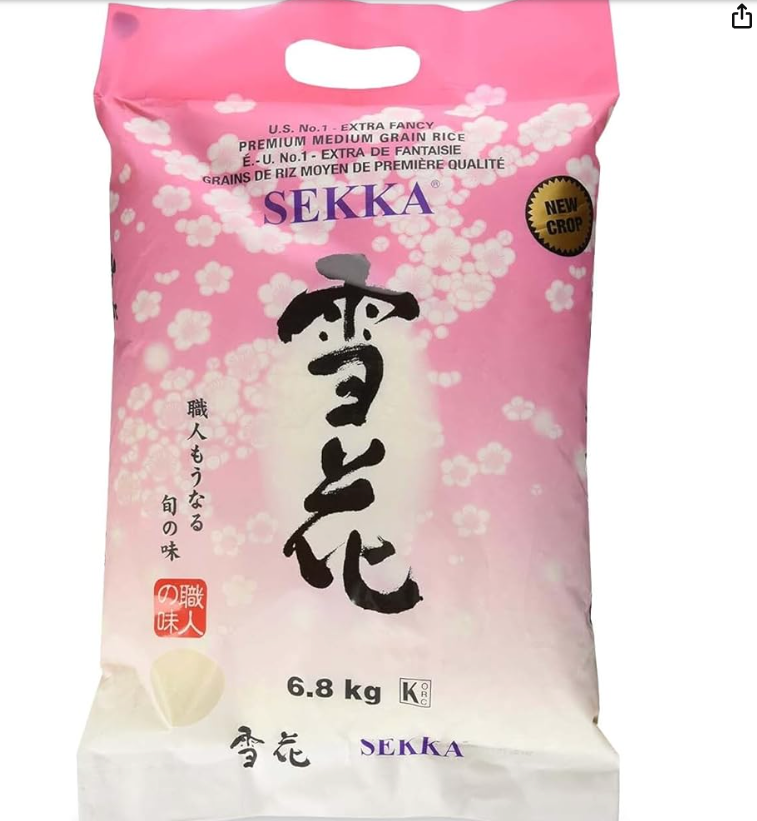 U.S. No.1 - EXTRA FANCY
PREMIUM MEDIUM GRAIN RICE
É.-U. No.1 - EXTRA DE FANTAISIE
GRAINS DE RIZ MOYEN DE PREMIÈRE QUALITÉ
SEKKA®
NEW
CROP
雪花
職人もうなる
旬の味
職人
の味
6.8 kg K ORC
雪花 SEKKA